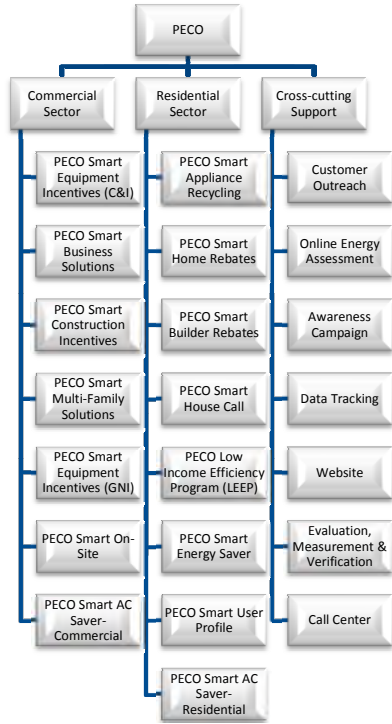 PECO
Commercial
Sector
Residential
Sector
Cross-cutting
Support
PECO Smart
Equipment
Incentives (C&I)
PECO Smart
Business
Solutions
PECO Smart
Construction
Incentives
PECO Smart
Multi-Family
Solutions
PECO Smart
Equipment
Incentives (GNI)
PECO Smart On-
Site
PECO Smart AC
Saver-
Commercial
PECO Smart
Appliance
Recycling
PECO Smart
Home Rebates
PECO Smart
Builder Rebates
PECO Smart
House Call
PECO Low
Income Efficiency
Program (LEEP)
PECO Smart
Energy Saver
PECO Smart User
Profile
PECO Smart AC
Saver-
Residential
Customer
Outreach
Online Energy
Assessment
Awareness
Campaign
Data Tracking
Website
Evaluation,
Measurement &
Verification
Call Center